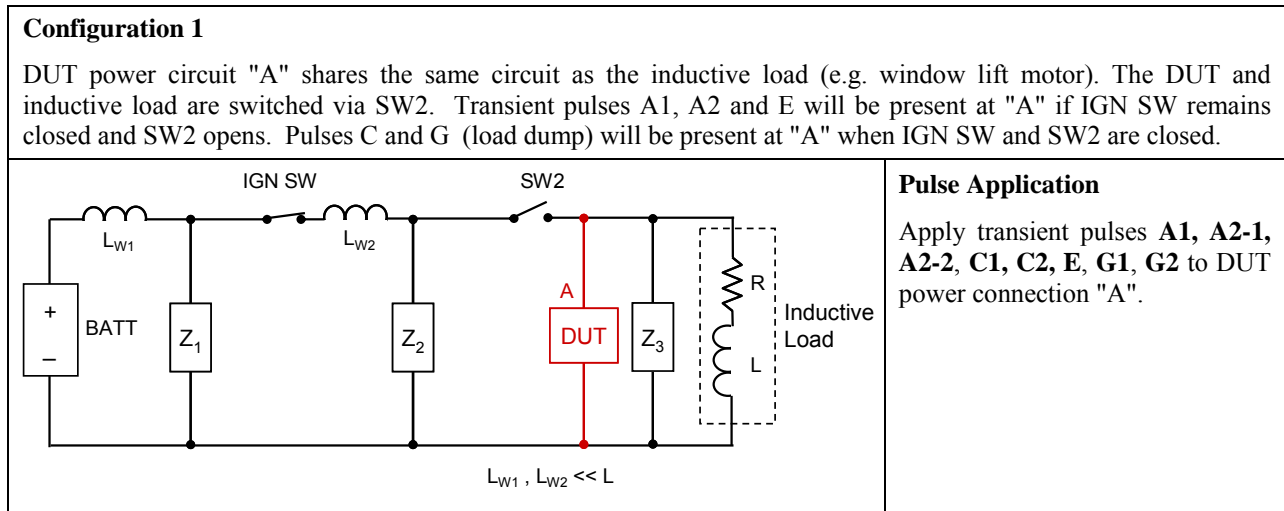 Configuration 1
DUT power circuit "A" shares the same circuit as the inductive load (e.g. window lift motor). The DUT and
inductive load are switched via SW2. Transient pulses A1, A2 and E will be present at "A" if IGN SW remains
closed and SW2 opens. Pulses C and G (load dump) will be present at "A" when IGN SW and SW2 are closed.
IGN SW
SW2
LW1
LW2
+
BATT
–
Z1
Z2
A
DUT
Z3
R
L
Inductive
Load
LW1 , LW2 << L
Pulse Application
Apply transient pulses A1, A2-1,
A2-2, C1, C2, E, G1, G2 to DUT
power connection "A".